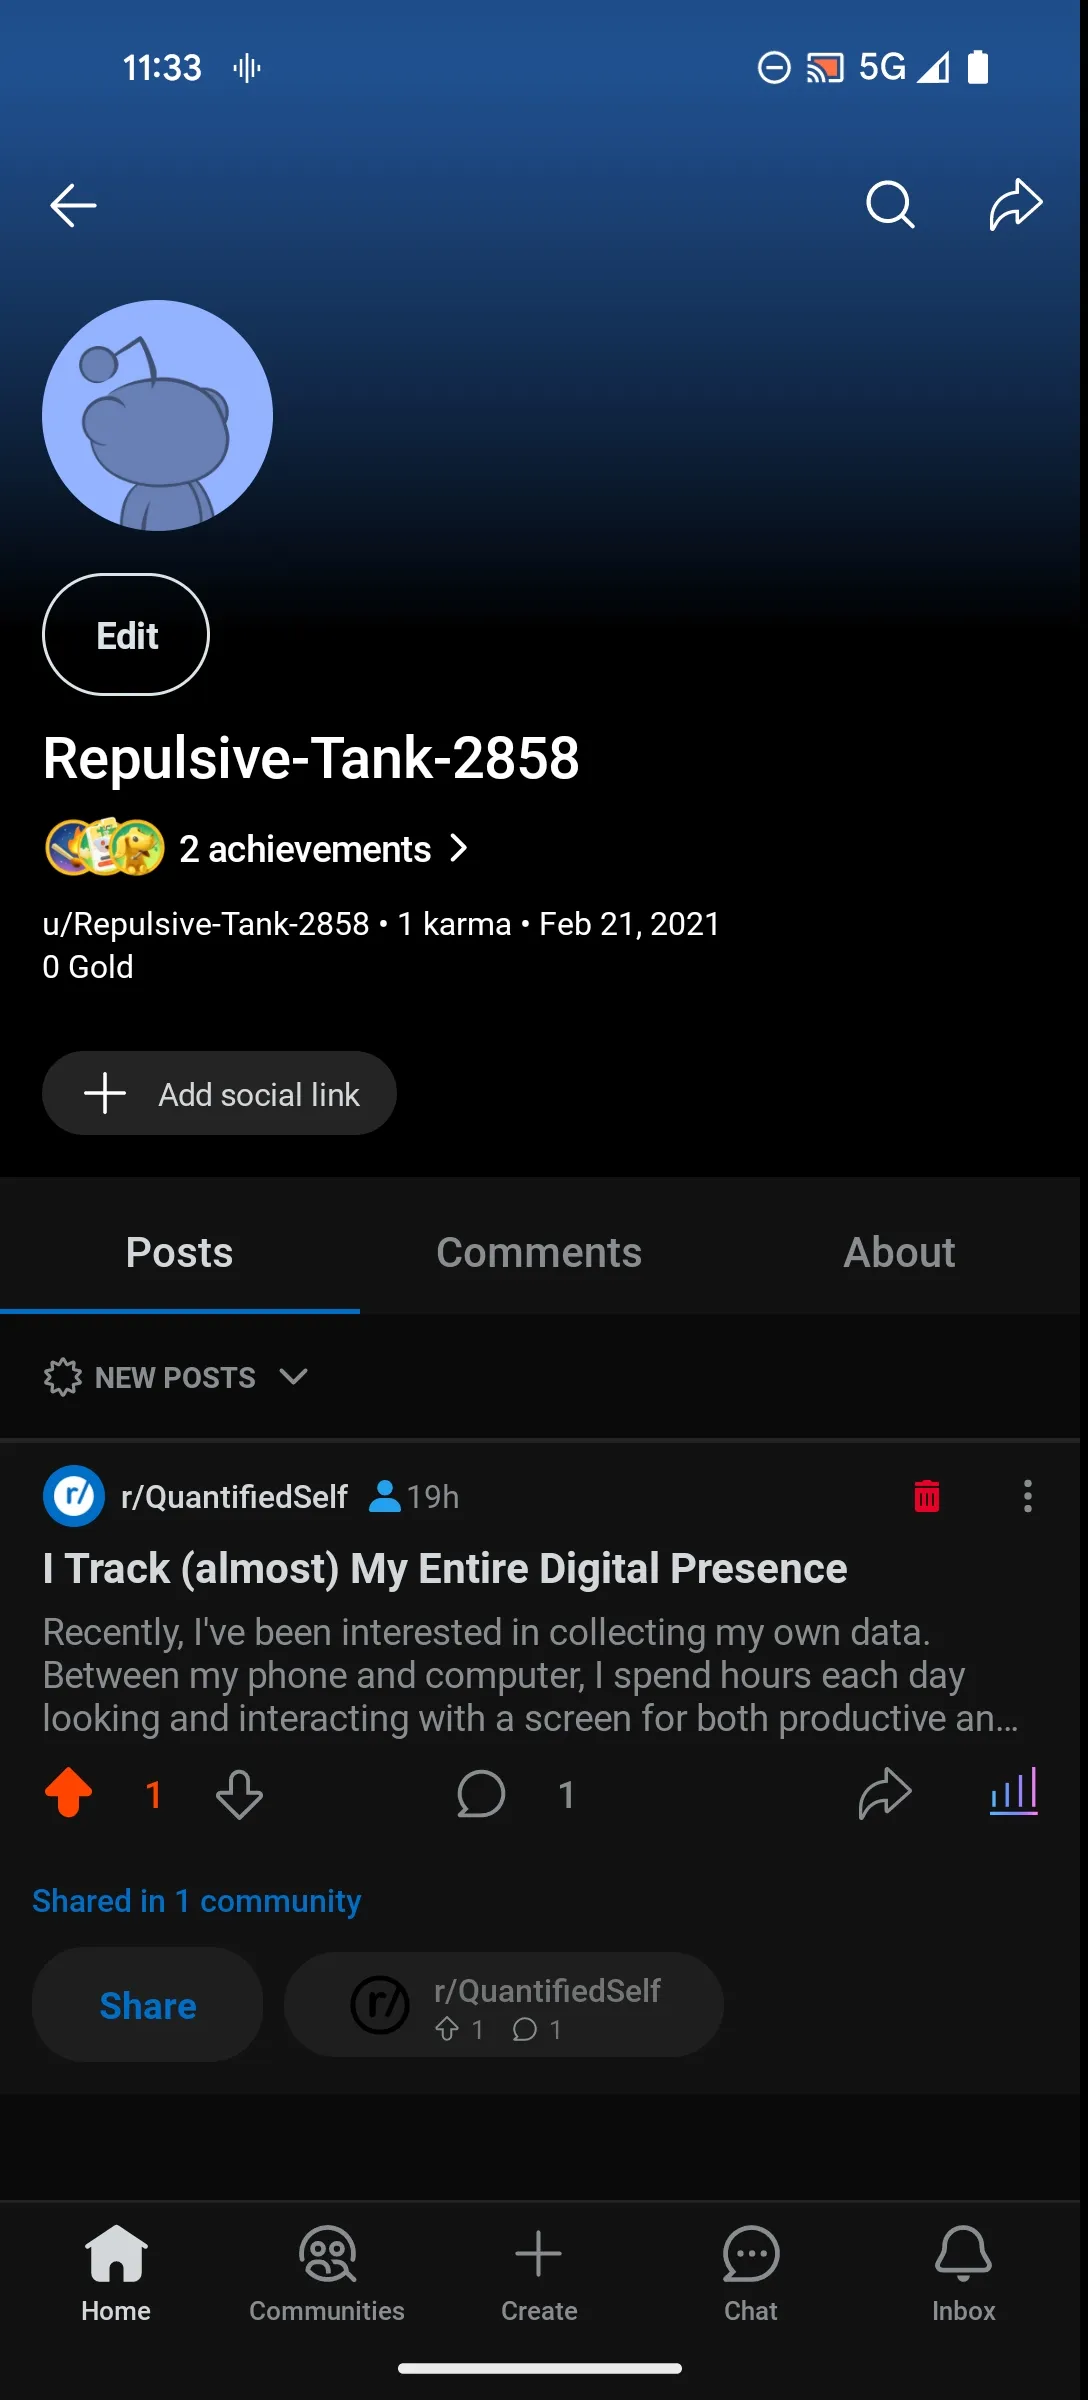 11:33 5G
Edit
Repulsive-Tank-2858
2 achievements
u/Repulsive-Tank-2858 • 1 karma • Feb 21, 2021
0 Gold
Add social link
Posts Comments About
NEW POSTS
r/ r/QuantifiedSelf 19h
I Track (almost) My Entire Digital Presence
Recently, I've been interested in collecting my own data.
Between my phone and computer, I spend hours each day
looking and interacting with a screen for both productive an...
1 1
Shared in 1 community
Share r/ r/QuantifiedSelf
1 1
Home Communities Create Chat Inbox